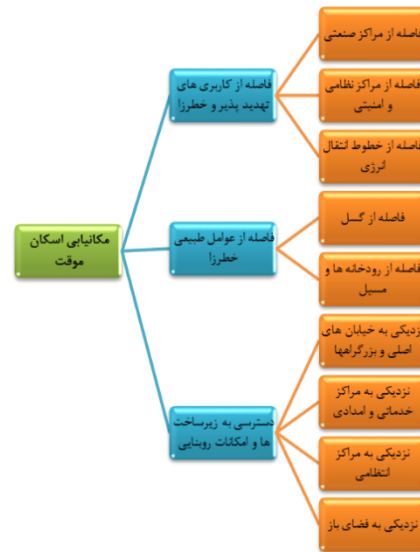 فاصله از مراکز صنعتی
فاصله از کاربری های
تهدید پذیر و خطرزا
فاصله از مراکز نظامی
و امنیتی
فاصله از خطوط انتقال
انرژی
مکانیابی اسکان
موقت
فاصله از عوامل طبیعی
خطرزا
فاصله از گسل
فاصله از رودخانه ها و
مسیل
دسترسی به زیرساخت
ها و امکانات روبنایی
نزدیکی به خیابان های
اصلی و بزرگراهها
نزدیکی به مراکز
خدماتی و امدادی
نزدیکی به مراکز
انتظامی
نزدیکی به فضای باز